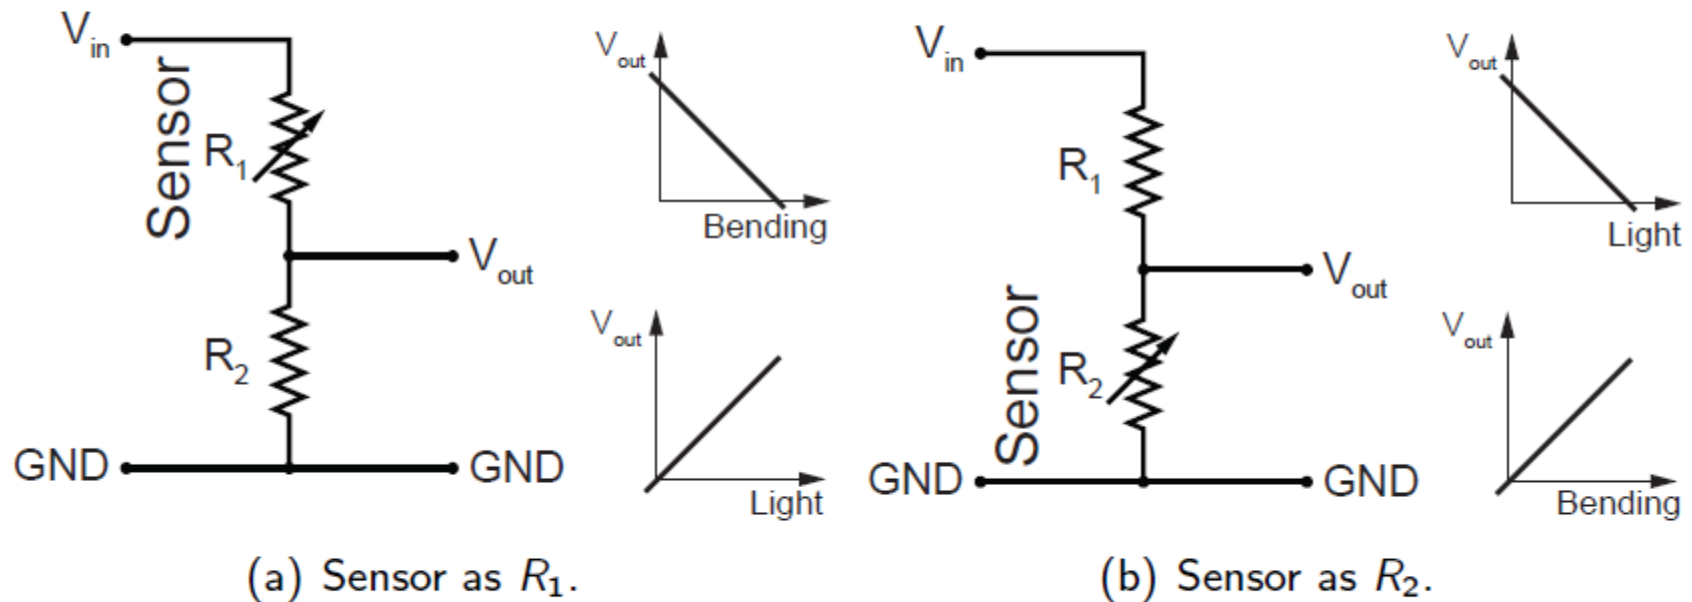 V_in
Sensor
R_1
V_out
R_2
GND
GND
V_out
Bending
V_out
Light
(a) Sensor as R_1.
V_in
R_1
V_out
Sensor
R_2
GND
GND
V_out
Light
V_out
Bending
(b) Sensor as R_2.